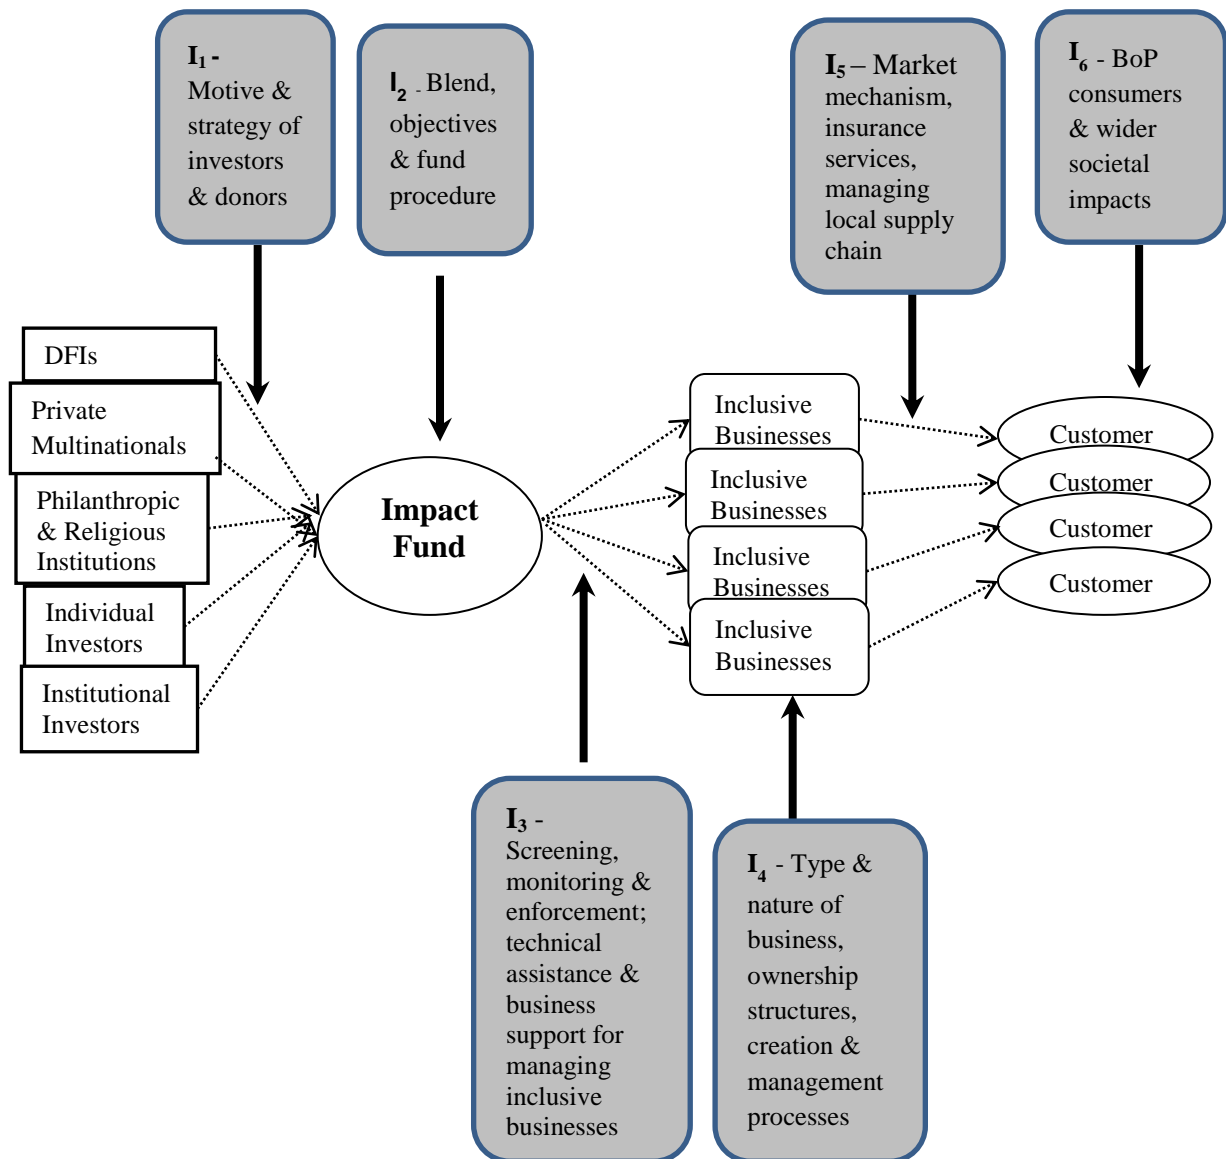 I1 -
Motive &
strategy of
investors
& donors
I2 - Blend,
objectives
& fund
procedure
I5 – Market
mechanism,
insurance
services,
managing
local supply
chain
I6 - BoP
consumers
& wider
societal
impacts
DFIs
Private
Multinationals
Philanthropic
& Religious
Institutions
Individual
Investors
Institutional
Investors
Impact
Fund
Inclusive
Businesses
Inclusive
Businesses
Inclusive
Businesses
Inclusive
Businesses
Customer
Customer
Customer
Customer
I3 -
Screening,
monitoring &
enforcement;
technical
assistance &
business
support for
managing
inclusive
businesses
I4 - Type &
nature of
business,
ownership
structures,
creation &
management
processes